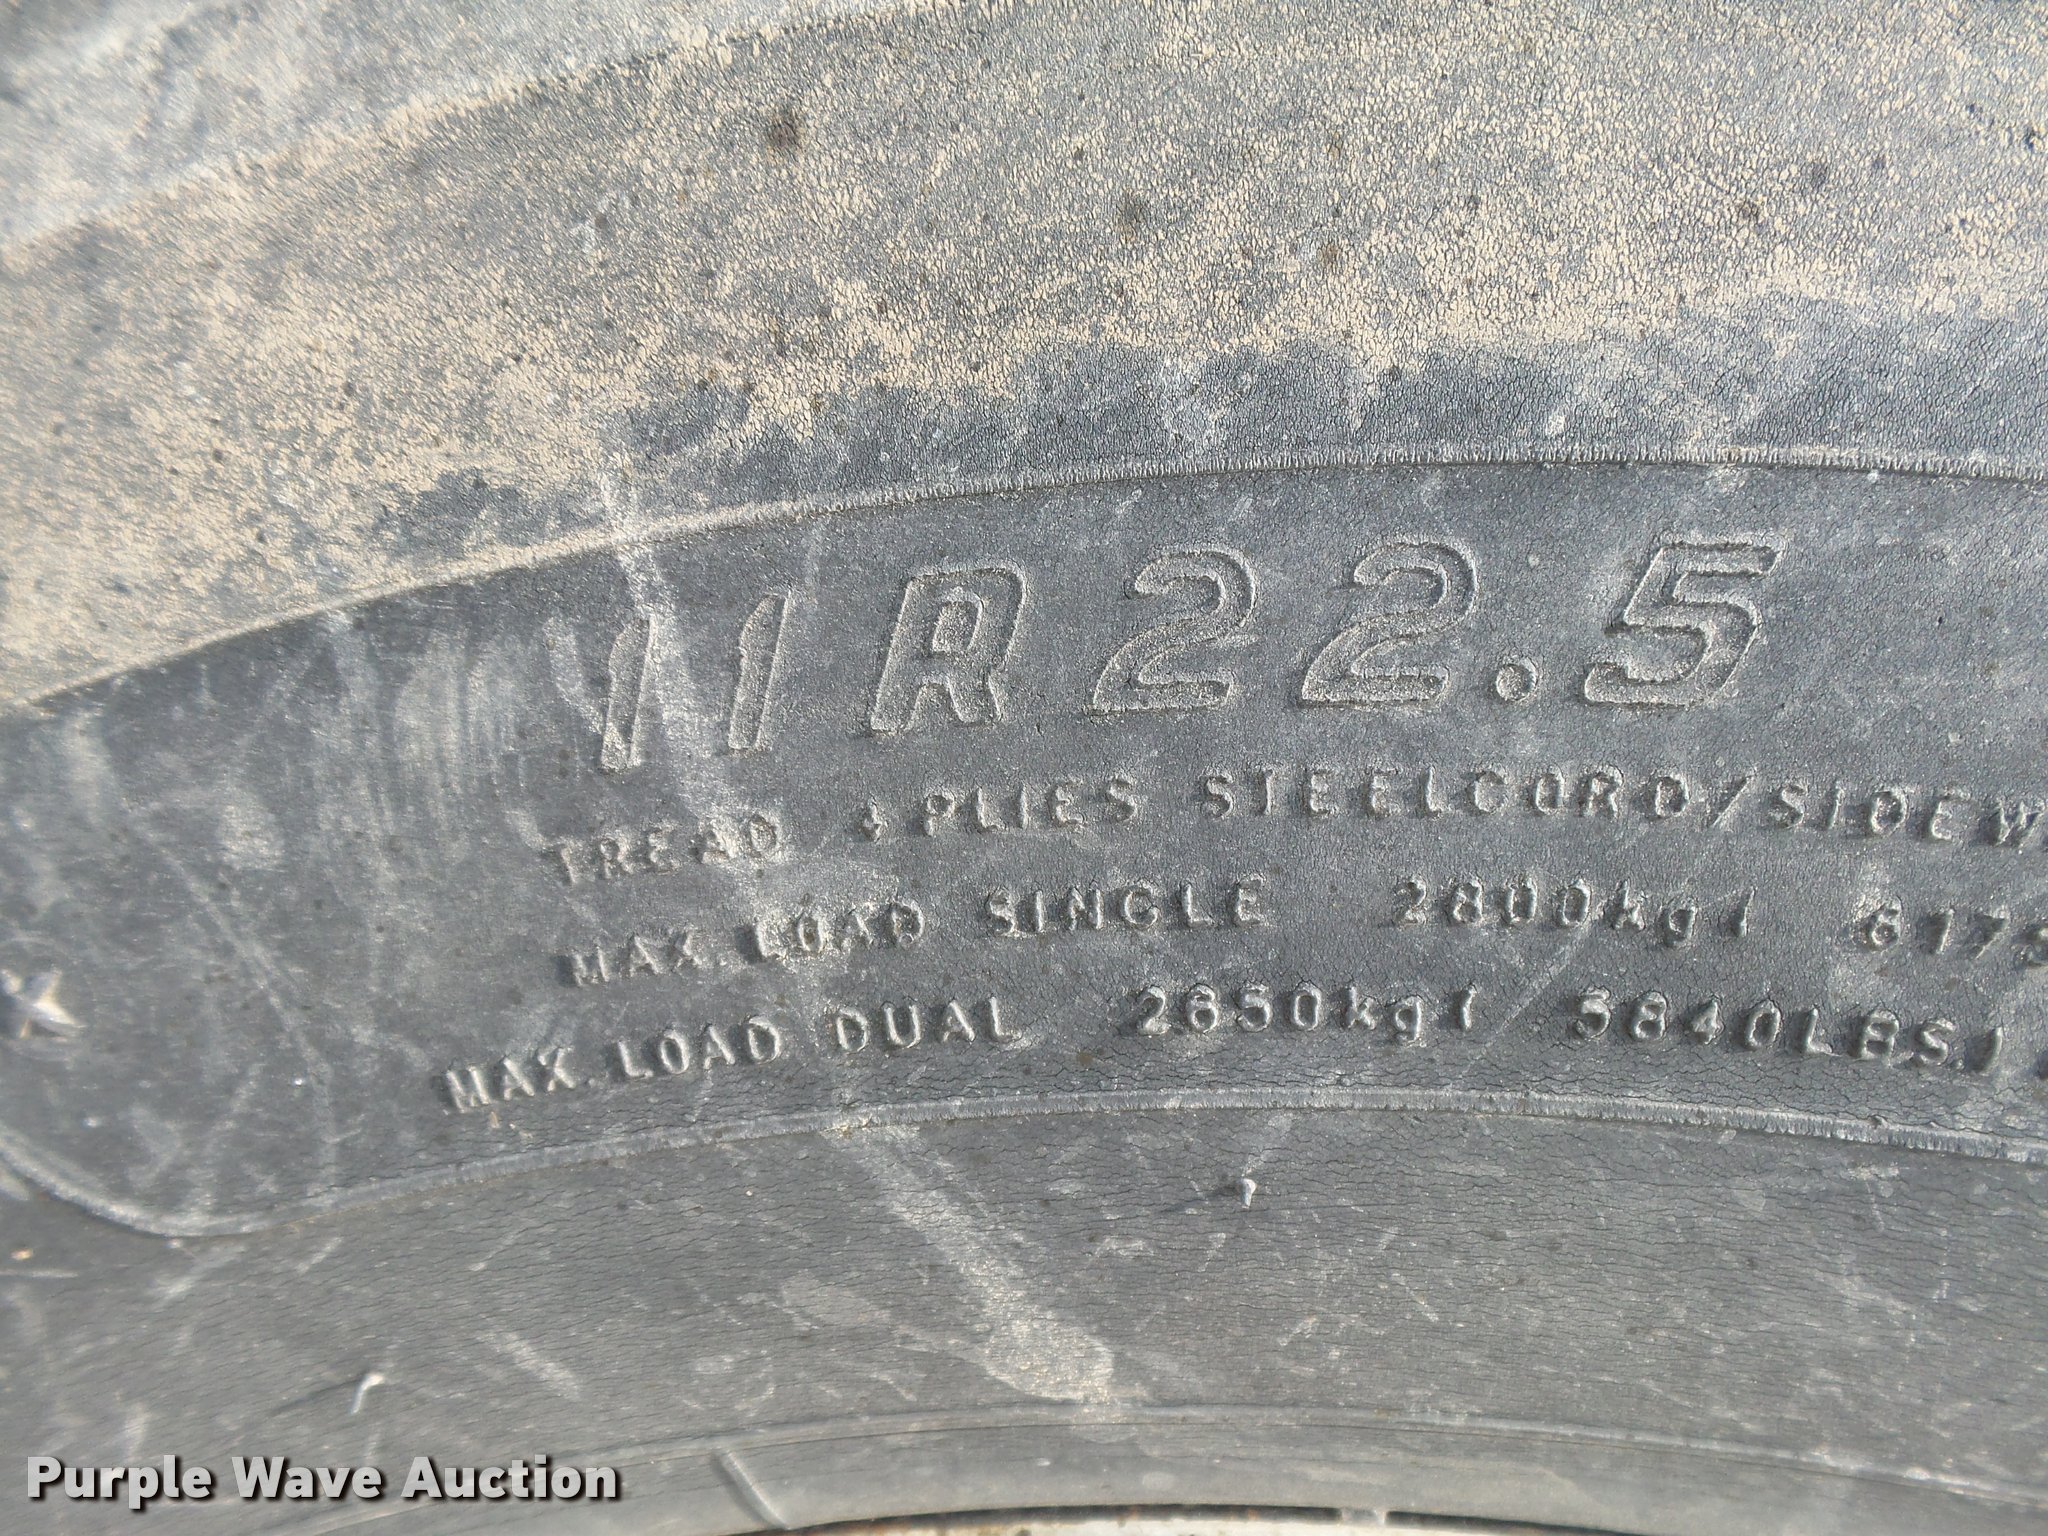 11R22.5
TREAD 4 PLIES STEELCORD/SIDEW
MAX. LOAD SINGLE 2800kg 617
MAX. LOAD DUAL 2650kg 5840LBS
Purple Wave Auction